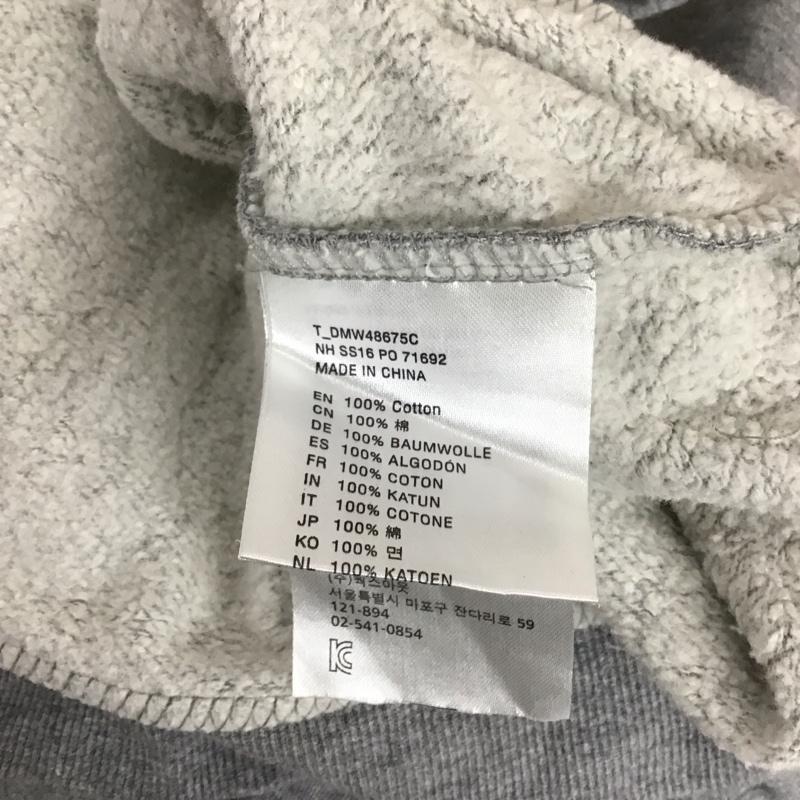 T_DMW48675C
NH SS16 PO 71692
MADE IN CHINA
EN 100% Cotton
CN 100% 棉
DE 100% BAUMWOLLE
ES 100% ALGODÓN
FR 100% COTON
IN 100% KATUN
IT 100% COTONE
JP 100% 綿
KO 100% 면
NL 100% KATOEN
서울특별시 마포구 잔다리로 59
121-894
02-541-0854